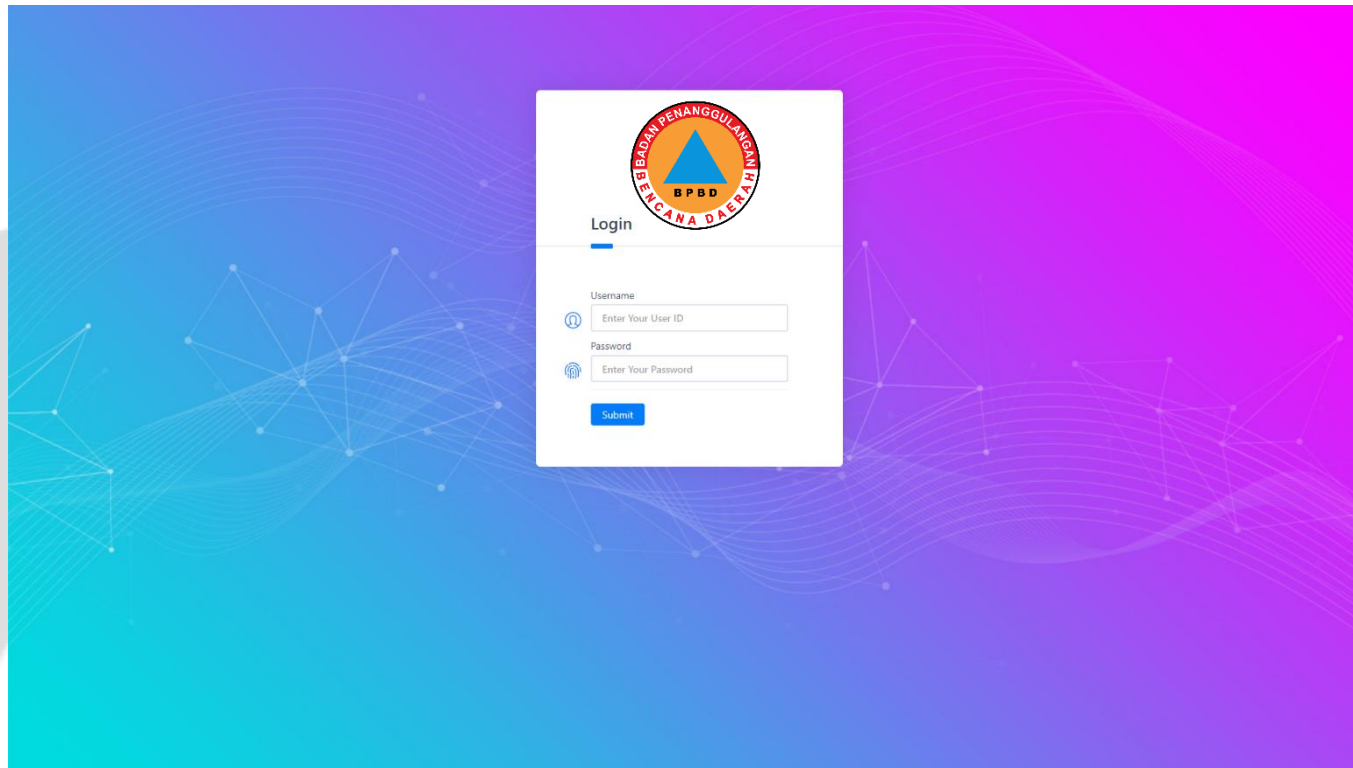 BADAN PENANGGULANGAN
BPBD
BENCANA DAERAH
Login
Username
Enter Your User ID
Password
Enter Your Password
Submit